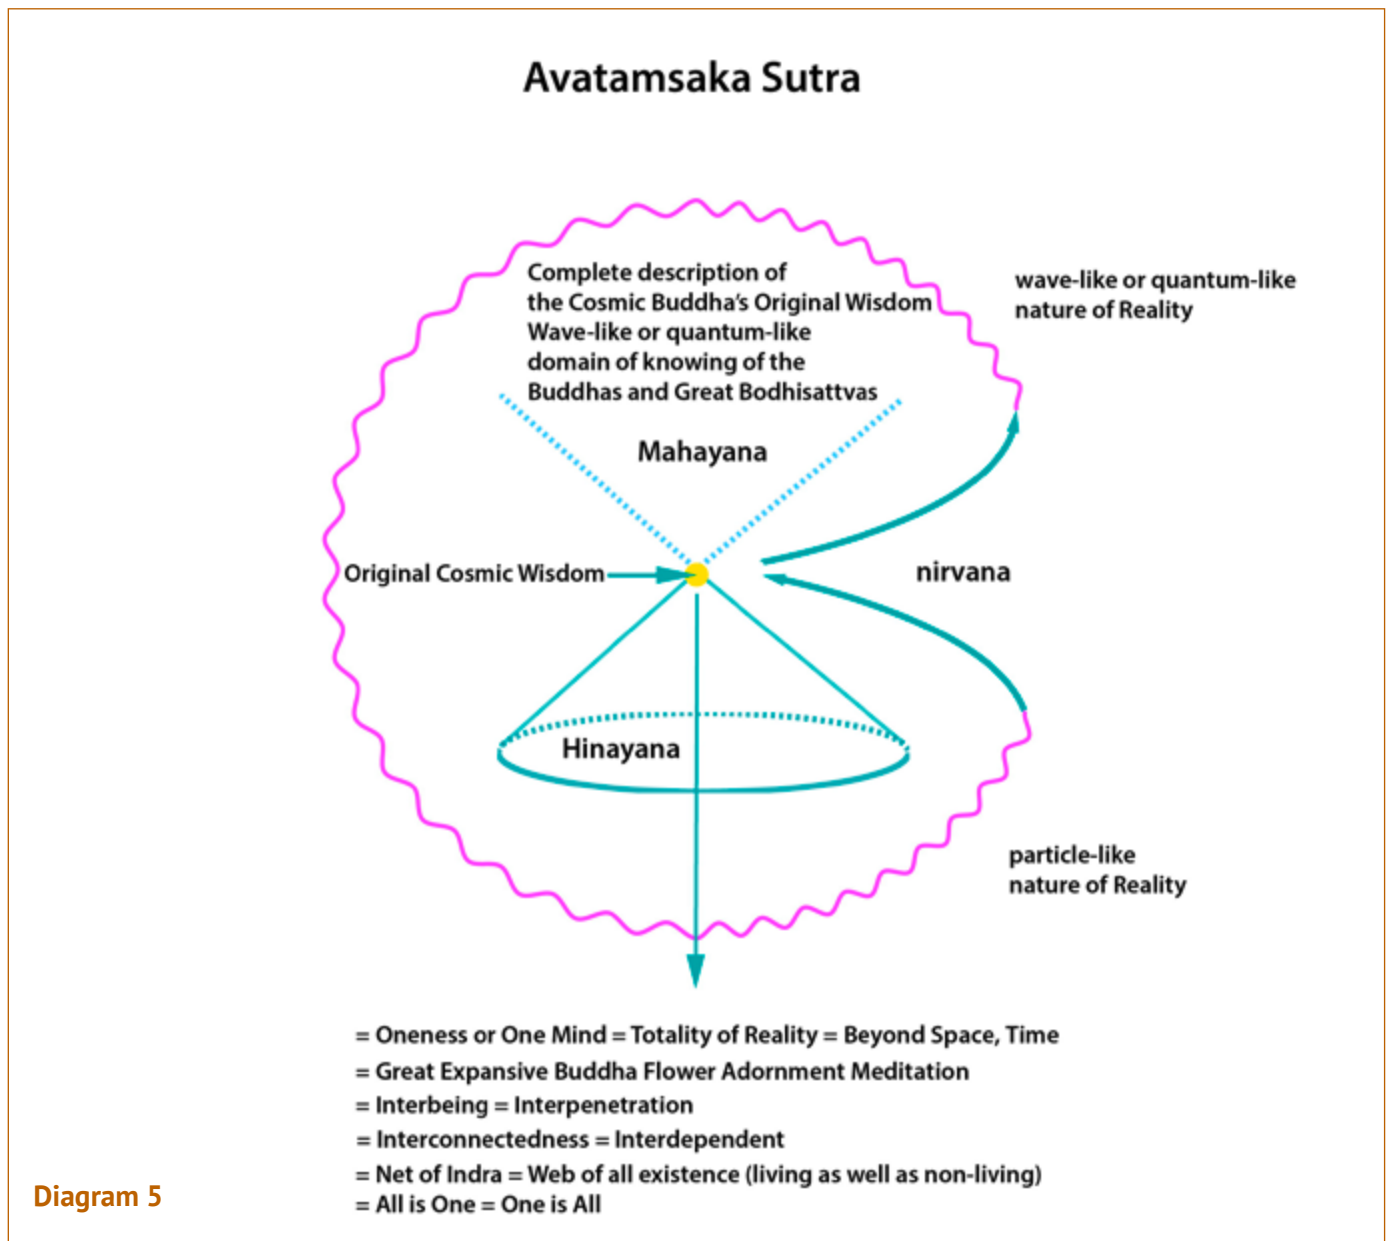 Avatamsaka Sutra
Complete description of
the Cosmic Buddha's Original Wisdom
Wave-like or quantum-like
domain of knowing of the
Buddhas and Great Bodhisattvas
wave-like or quantum-like
nature of Reality
Mahayana
Original Cosmic Wisdom
nirvana
Hinayana
particle-like
nature of Reality
= Oneness or One Mind = Totality of Reality = Beyond Space, Time
= Great Expansive Buddha Flower Adornment Meditation
= Interbeing = Interpenetration
= Interconnectedness = Interdependent
= Net of Indra = Web of all existence (living as well as non-living)
= All is One = One is All
Diagram 5